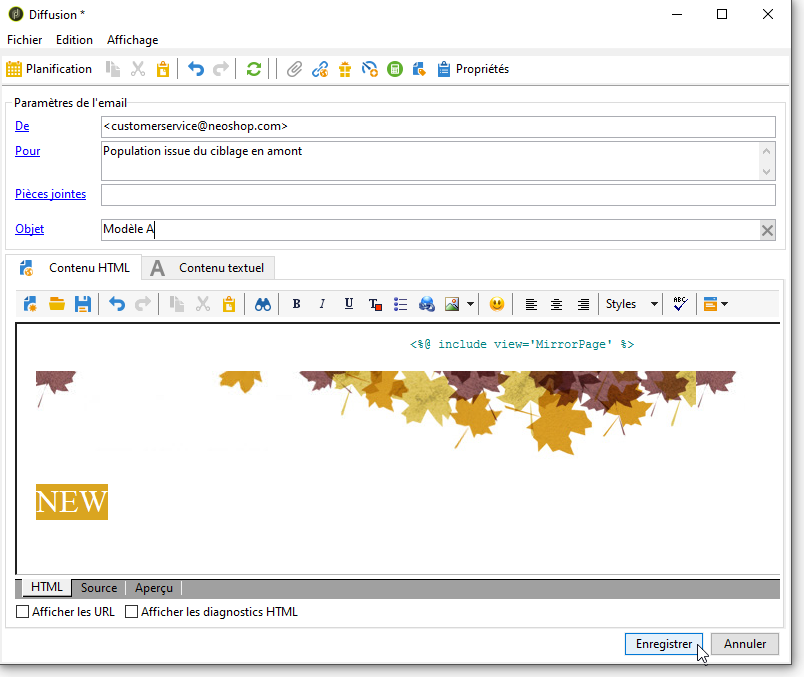 Diffusion *
Fichier Edition Affichage
Planification Propriétés
Paramètres de l'email
De <customerservice@neoshop.com>
Pour Population issue du ciblage en amont
Pièces jointes
Objet Modèle A
Contenu HTML A Contenu textuel
B I U T Styles ABC
<%@ include view='MirrorPage' %>
NEW
HTML Source Aperçu
Afficher les URL Afficher les diagnostics HTML
Enregistrer Annuler